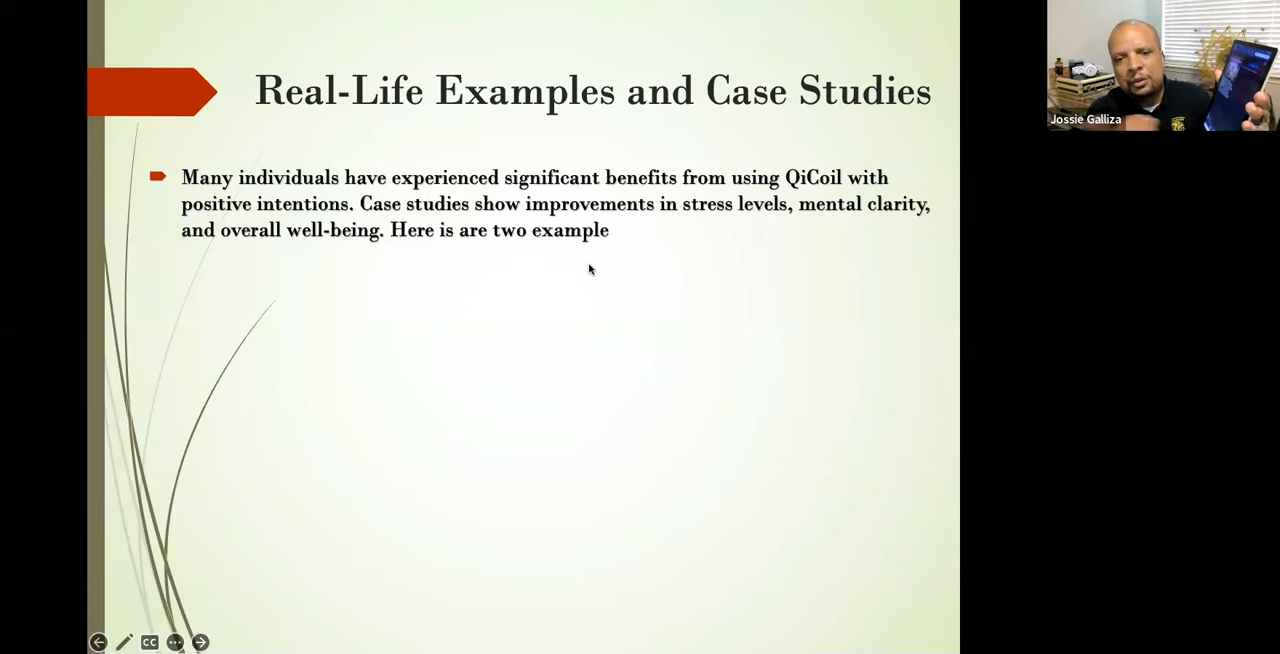 Real-Life Examples and Case Studies
Many individuals have experienced significant benefits from using QiCoil with
positive intentions. Case studies show improvements in stress levels, mental clarity,
and overall well-being. Here is are two example
Jossie Galliza
CC